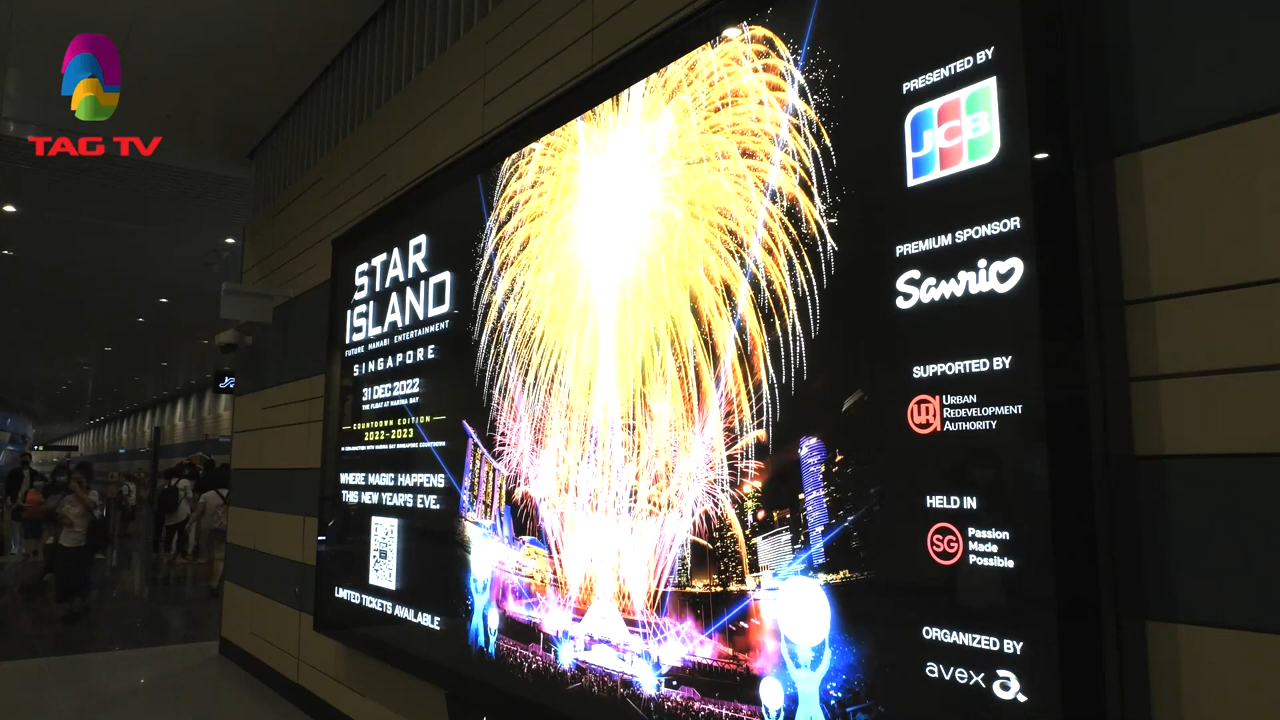 TAG TV
STAR
ISLAND
FUTURE HANABI ENTERTAINMENT
SINGAPORE
31 DEC 2022
THE FLOAT @ MARINA BAY
COUNTDOWN EDITION
2022-2023
IN CONJUNCTION WITH MARINA BAY SINGAPORE COUNTDOWN
WHERE MAGIC HAPPENS
THIS NEW YEAR'S EVE.
LIMITED TICKETS AVAILABLE
PRESENTED BY
JCB
PREMIUM SPONSOR
Sanrio
SUPPORTED BY
URA
URBAN
REDEVELOPMENT
AUTHORITY
HELD IN
SG
Passion
Made
Possible
ORGANIZED BY
avex a.